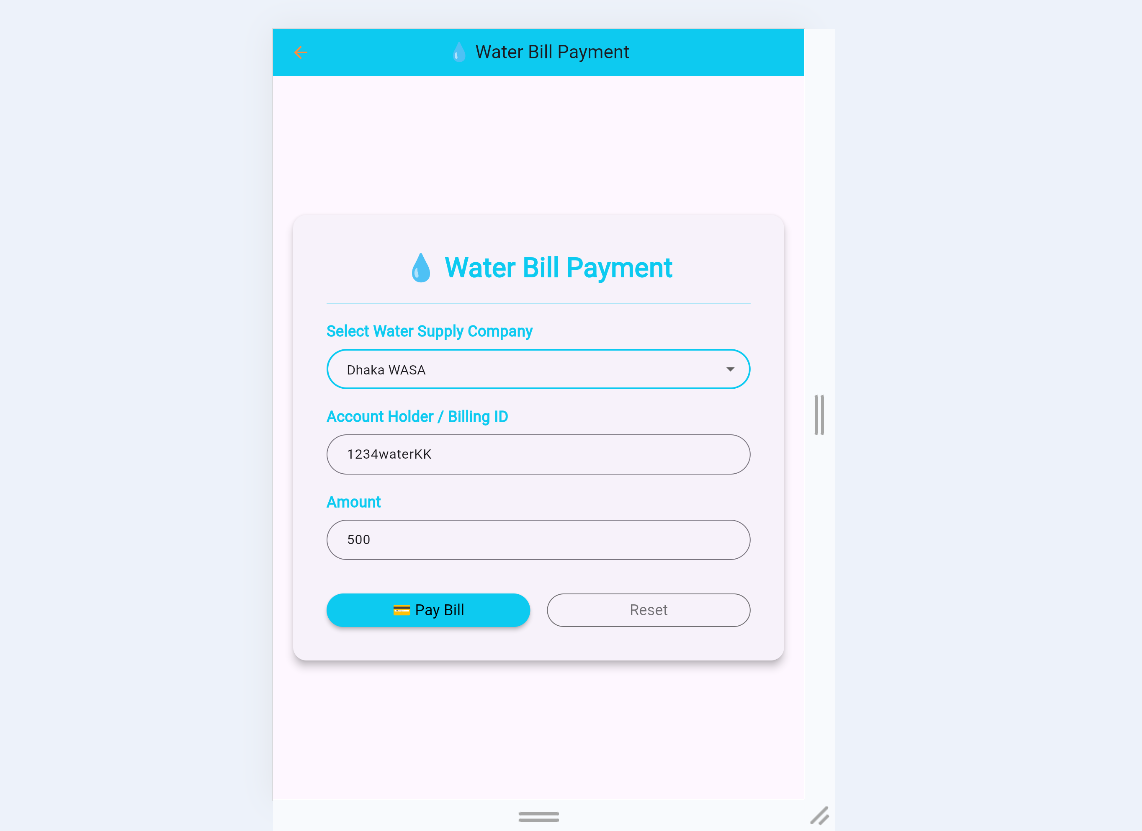 💧 Water Bill Payment
💧 Water Bill Payment
Select Water Supply Company
Dhaka WASA
Account Holder / Billing ID
1234waterKK
Amount
500
💳 Pay Bill
Reset